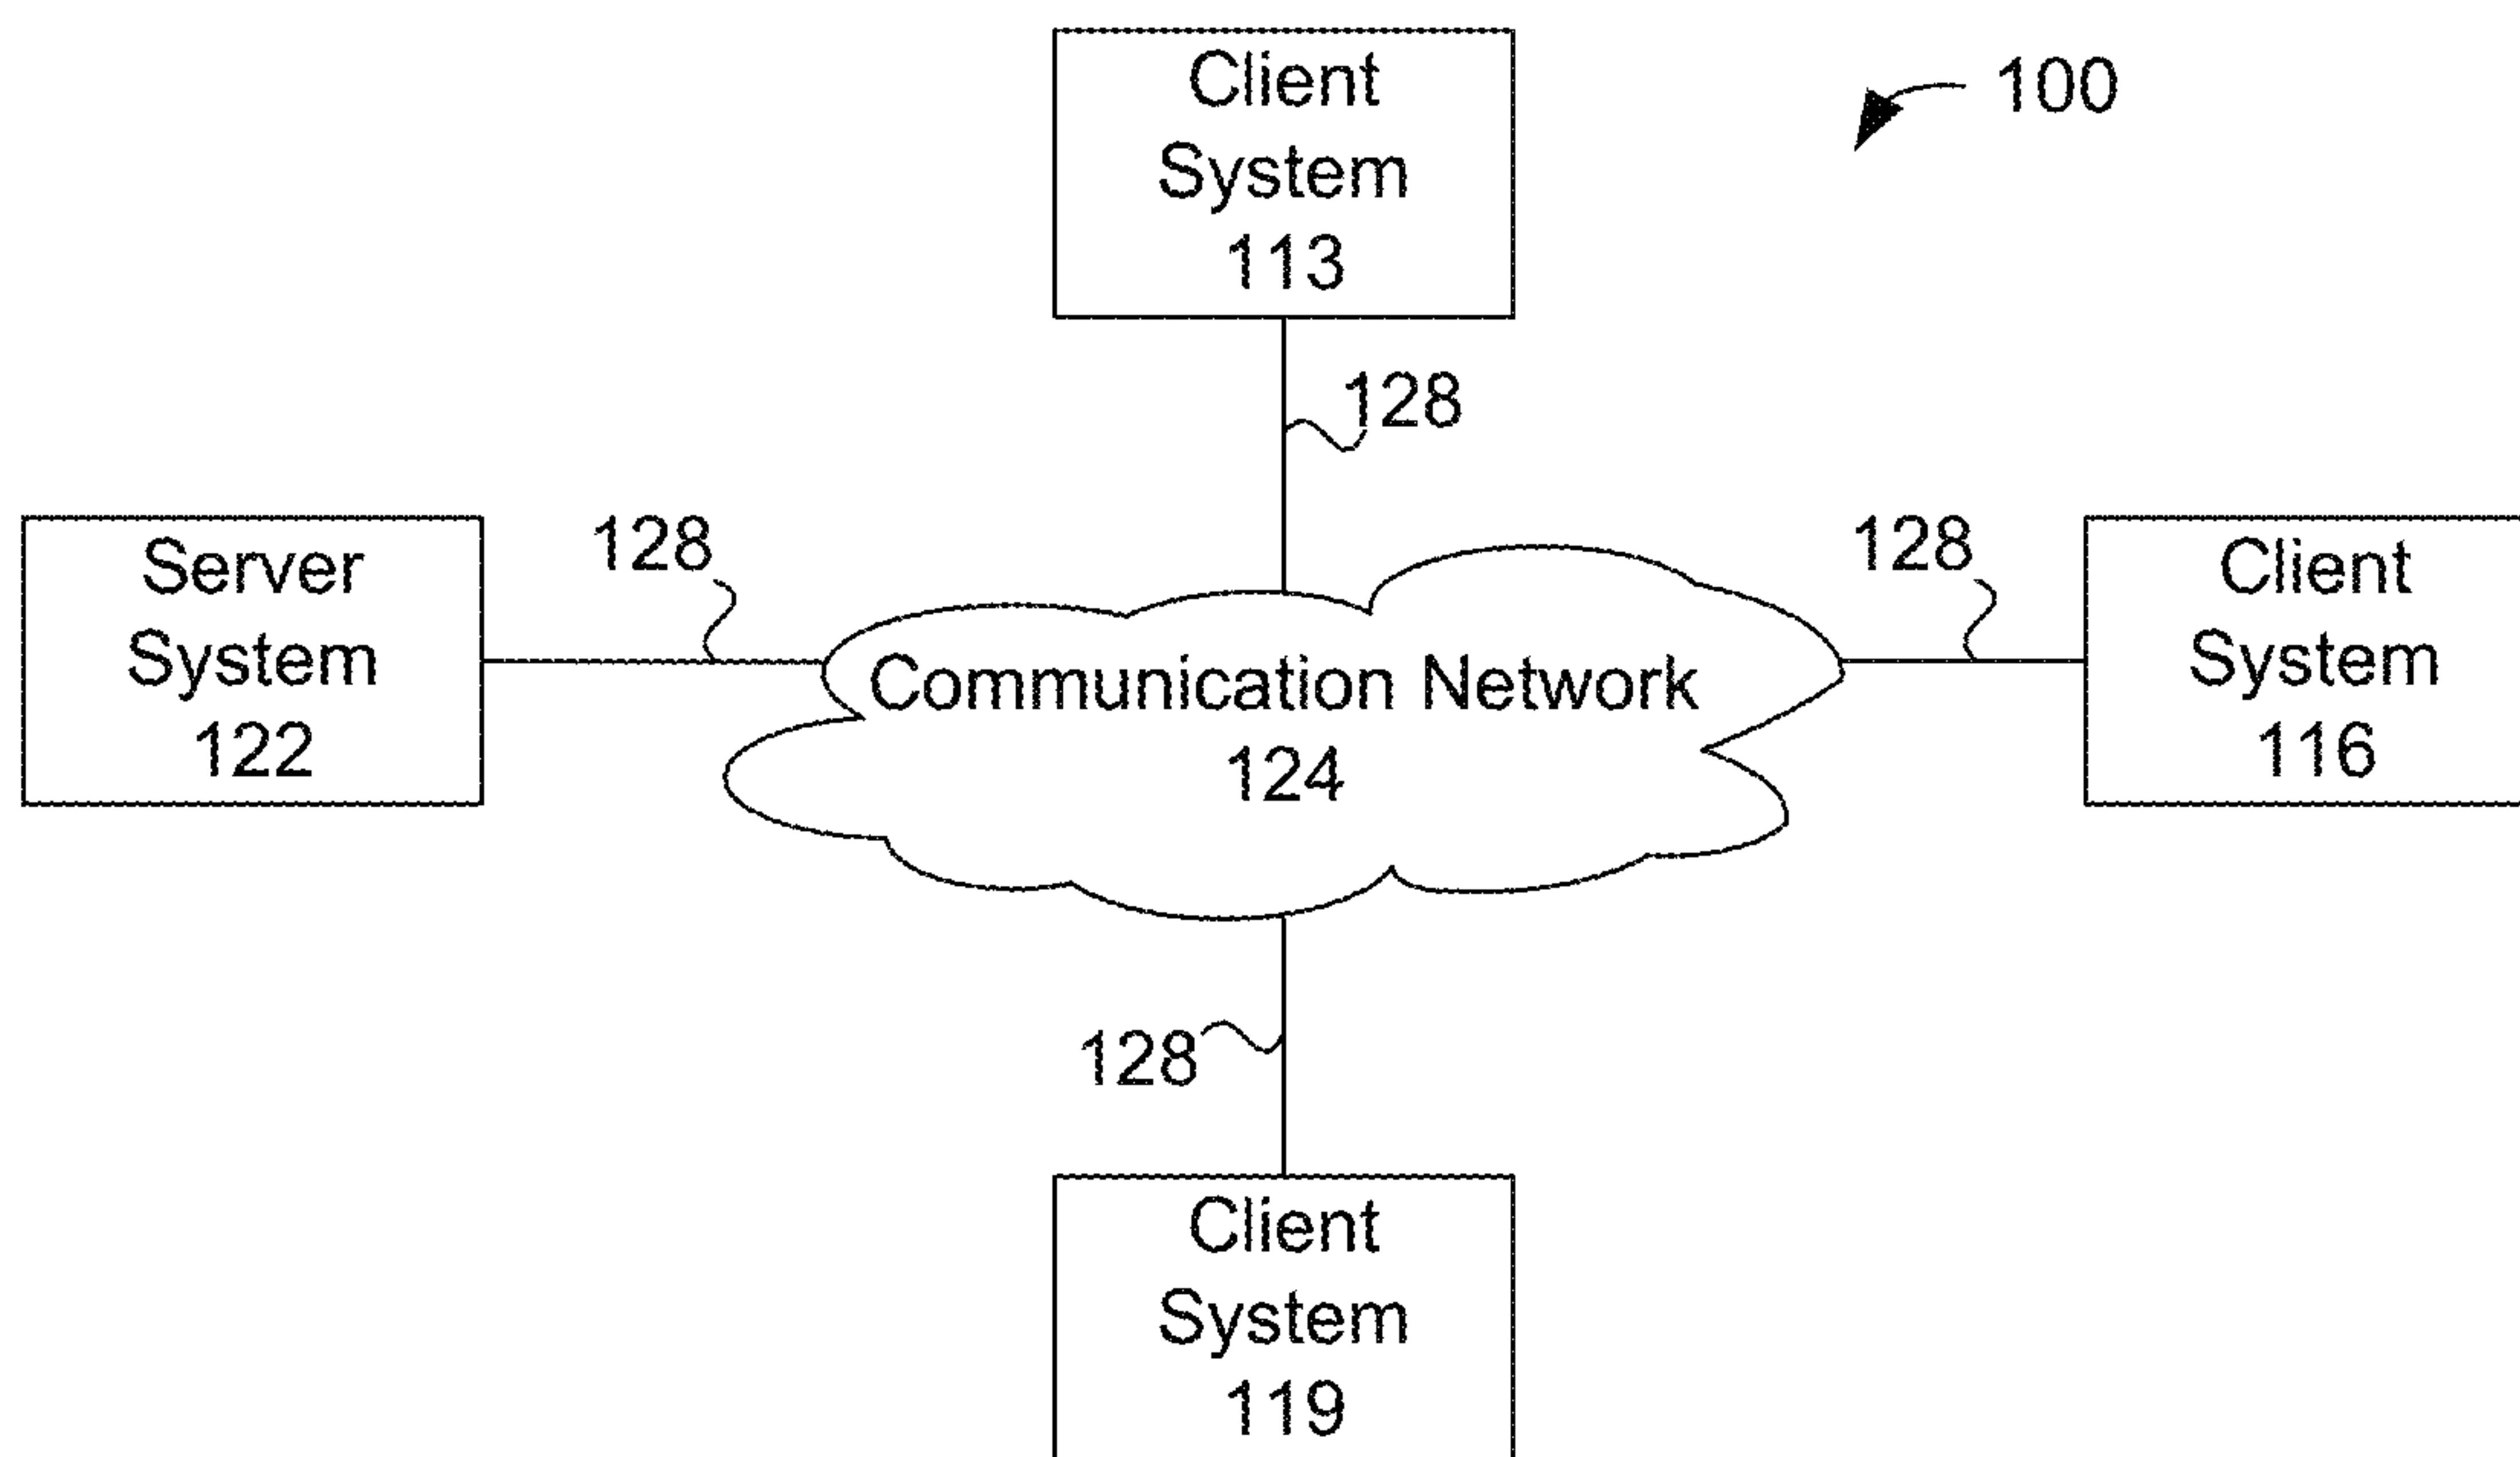 Client
System
113
100
128
Server
System
122
128
128
Client
System
116
Communication Network
124
128
Client
System
119